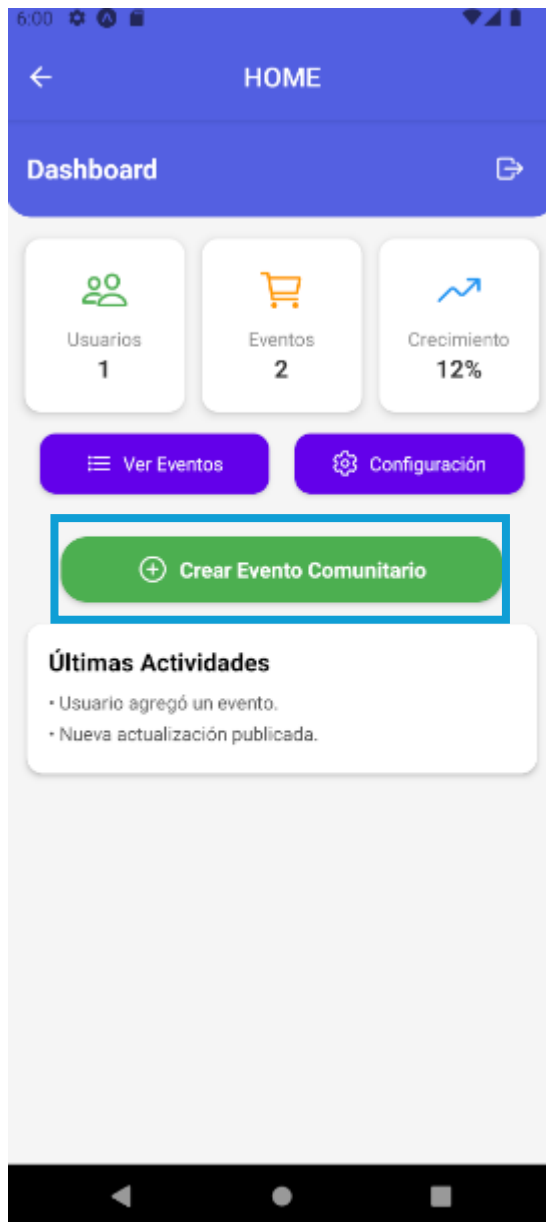 6:00
HOME
Dashboard
Usuarios Eventos Crecimiento
1 2 12%
Ver Eventos Configuración
Crear Evento Comunitario
Últimas Actividades
• Usuario agregó un evento.
• Nueva actualización publicada.